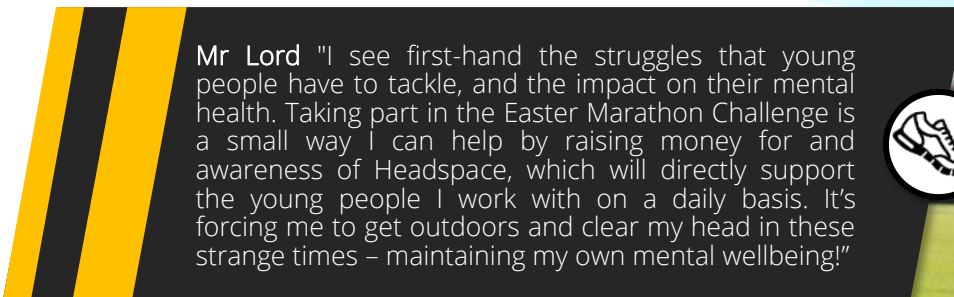 Mr Lord "I see first-hand the struggles that young
people have to tackle, and the impact on their mental
health. Taking part in the Easter Marathon Challenge is
a small way I can help by raising money for and
awareness of Headspace, which will directly support
the young people I work with on a daily basis. It’s
forcing me to get outdoors and clear my head in these
strange times – maintaining my own mental wellbeing!”